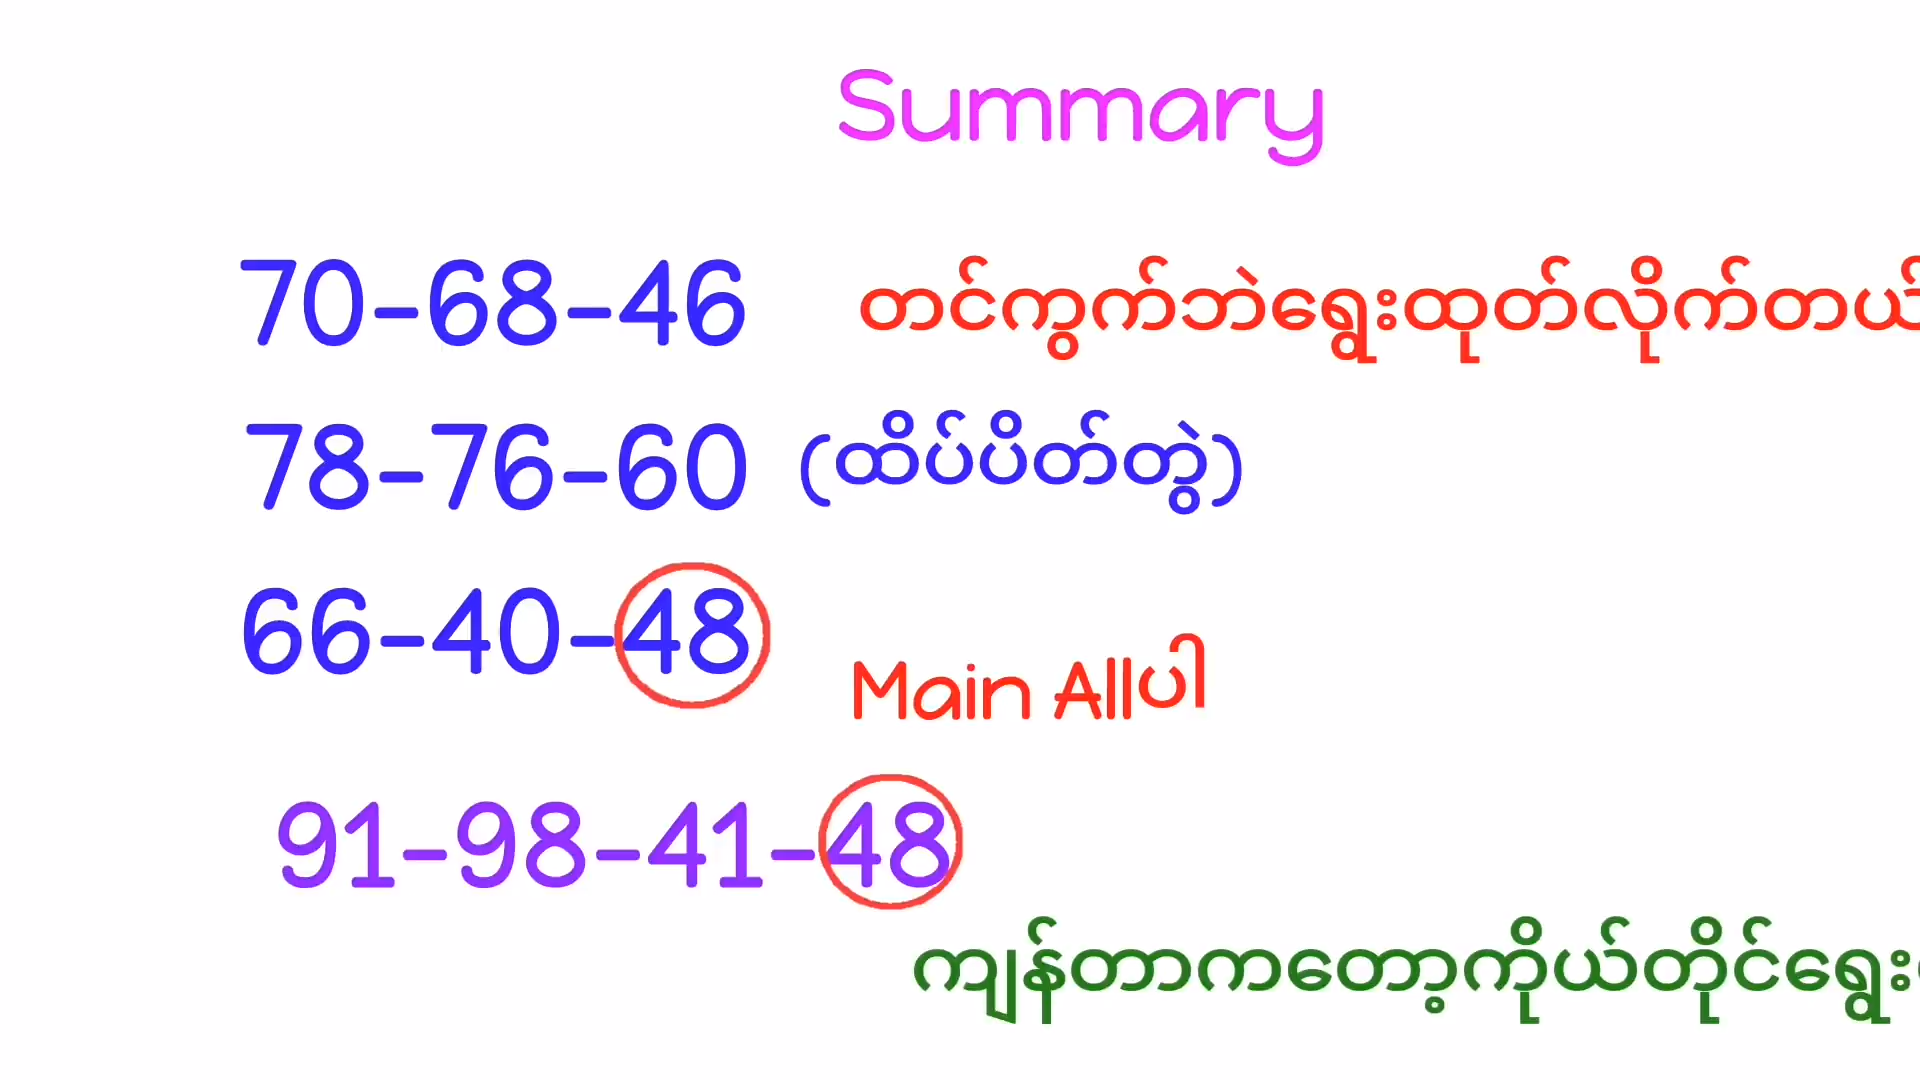 Summary
70-68-46 တင်ကွက်ဘဲရွေးထုတ်လိုက်တယ်
78-76-60 (ထိပ်ပိတ်တွဲ)
66-40-48
Main Allပါ
91-98-41-48
ကျန်တာကတော့ကိုယ်တိုင်ရွေး